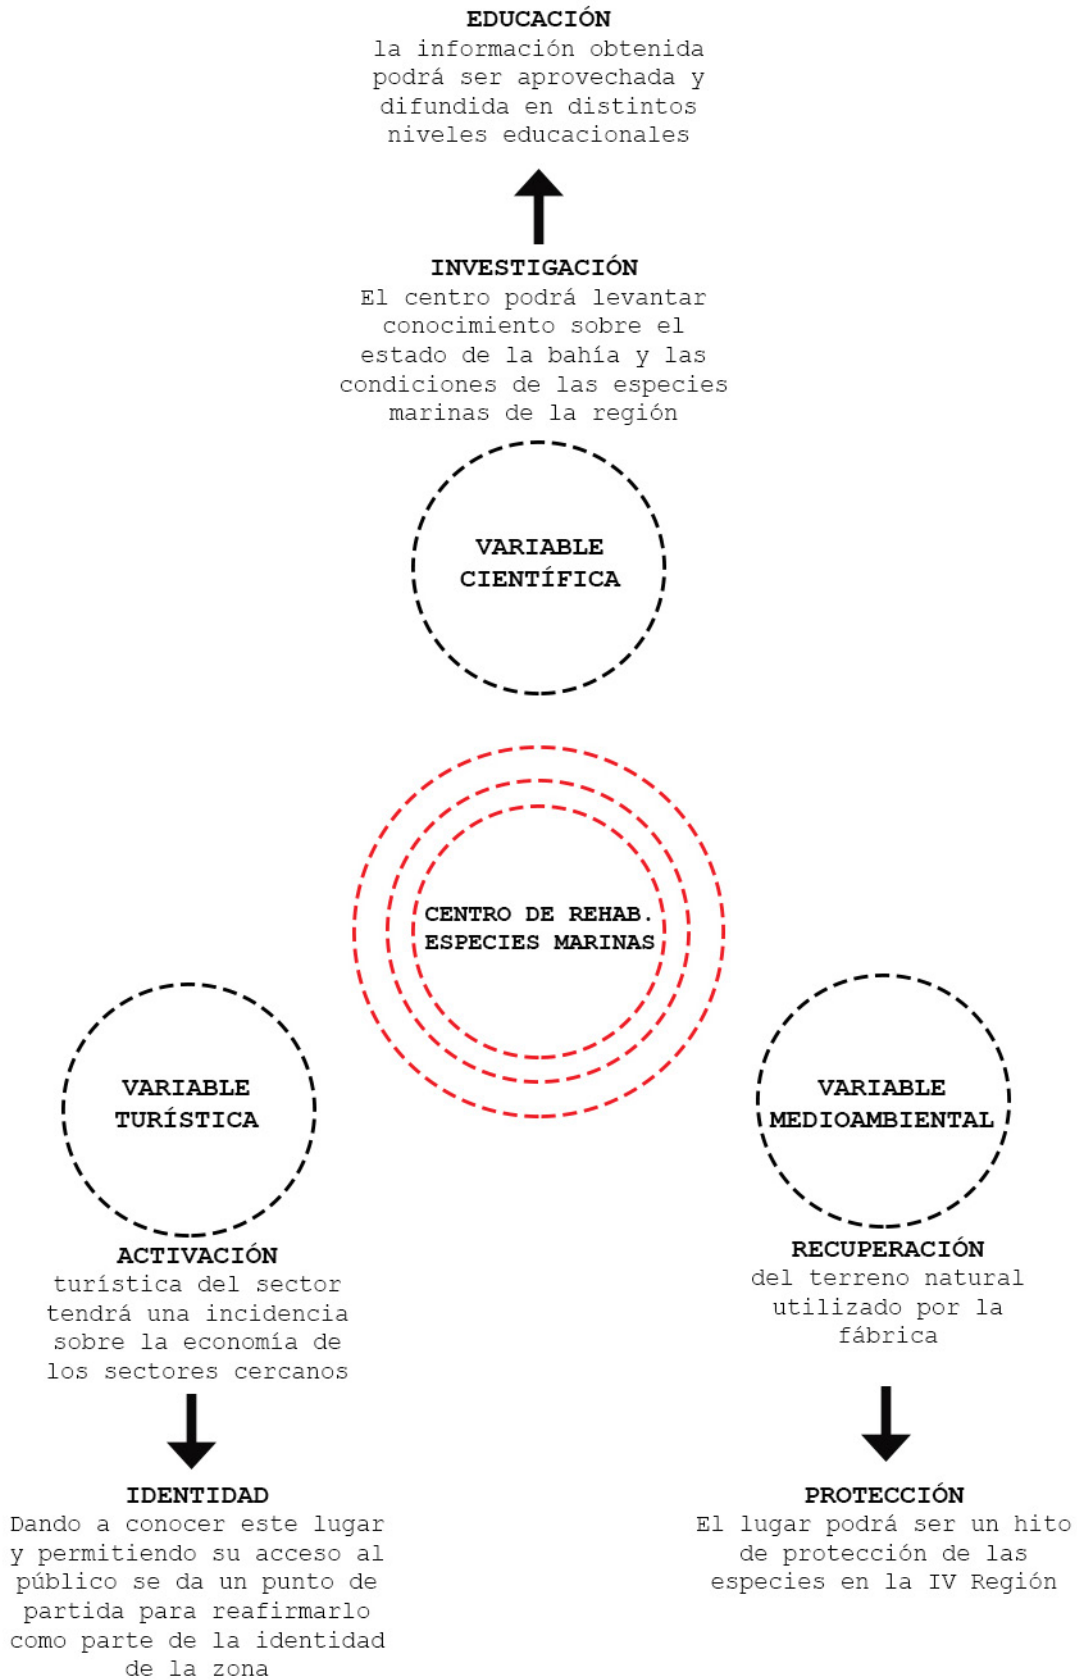 EDUCACIÓN
la información obtenida
podrá ser aprovechada y
difundida en distintos
niveles educacionales
INVESTIGACIÓN
El centro podrá levantar
conocimiento sobre el
estado de la bahía y las
condiciones de las especies
marinas de la región
VARIABLE
CIENTÍFICA
CENTRO DE REHAB.
ESPECIES MARINAS
VARIABLE
TURÍSTICA
ACTIVACIÓN
turística del sector
tendrá una incidencia
sobre la economía de
los sectores cercanos
IDENTIDAD
Dando a conocer este lugar
y permitiendo su acceso al
público se da un punto de
partida para reafirmarlo
como parte de la identidad
de la zona
VARIABLE
MEDIOAMBIENTAL
RECUPERACIÓN
del terreno natural
utilizado por la
fábrica
PROTECCIÓN
El lugar podrá ser un hito
de protección de las
especies en la IV Región